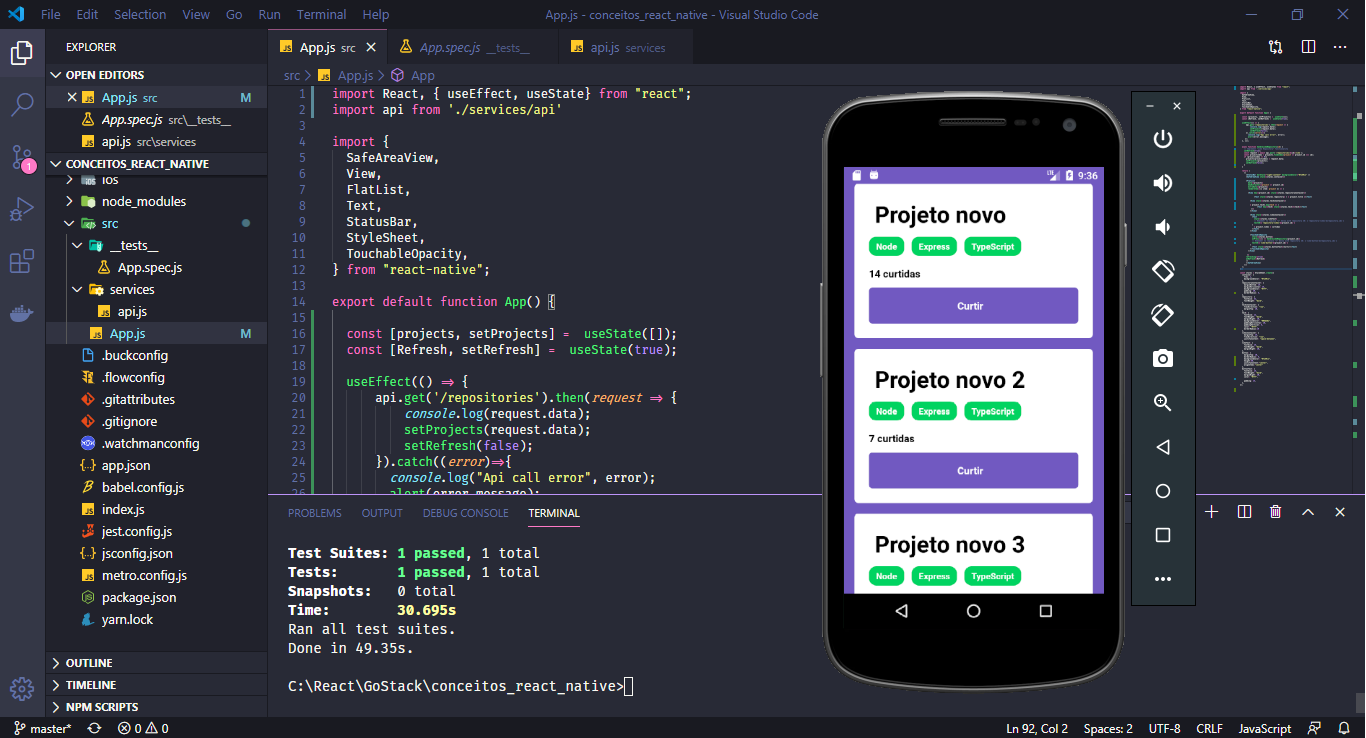 File Edit Selection View Go Run Terminal Help
App.js - conceitos_react_native - Visual Studio Code
EXPLORER
OPEN EDITORS
App.js src M
App.spec.js src\__tests__
api.js src\services
CONCEITOS_REACT_NATIVE
ios
node_modules
src
__tests__
App.spec.js
services
api.js
App.js M
.buckconfig
.flowconfig
.gitattributes
.gitignore
.watchmanconfig
app.json
babel.config.js
index.js
jest.config.js
jsconfig.json
metro.config.js
package.json
yarn.lock
OUTLINE
TIMELINE
NPM SCRIPTS
1
App.js src
App.spec.js __tests__
api.js services
src > App.js > App
1 import React, { useEffect, useState} from "react";
2 import api from './services/api'
3
4 import {
5 SafeAreaView,
6 View,
7 FlatList,
8 Text,
9 StatusBar,
10 StyleSheet,
11 TouchableOpacity,
12 } from "react-native";
13
14 export default function App() {
15
16 const [projects, setProjects] = useState([]);
17 const [Refresh, setRefresh] = useState(true);
18
19 useEffect(() => {
20 api.get('/repositories').then(request => {
21 console.log(request.data);
22 setProjects(request.data);
23 setRefresh(false);
24 }).catch((error)=>{
25 console.log("Api call error", error);
26 alert(error.message);
PROBLEMS OUTPUT DEBUG CONSOLE TERMINAL
Test Suites: 1 passed, 1 total
Tests: 1 passed, 1 total
Snapshots: 0 total
Time: 30.695s
Ran all test suites.
Done in 49.35s.
C:\React\GoStack\conceitos_react_native>
LTE 9:36
Projeto novo
Node Express TypeScript
14 curtidas
Curtir
Projeto novo 2
Node Express TypeScript
7 curtidas
Curtir
Projeto novo 3
Node Express TypeScript
master* 0 0
Ln 92, Col 2 Spaces: 2 UTF-8 CRLF JavaScript